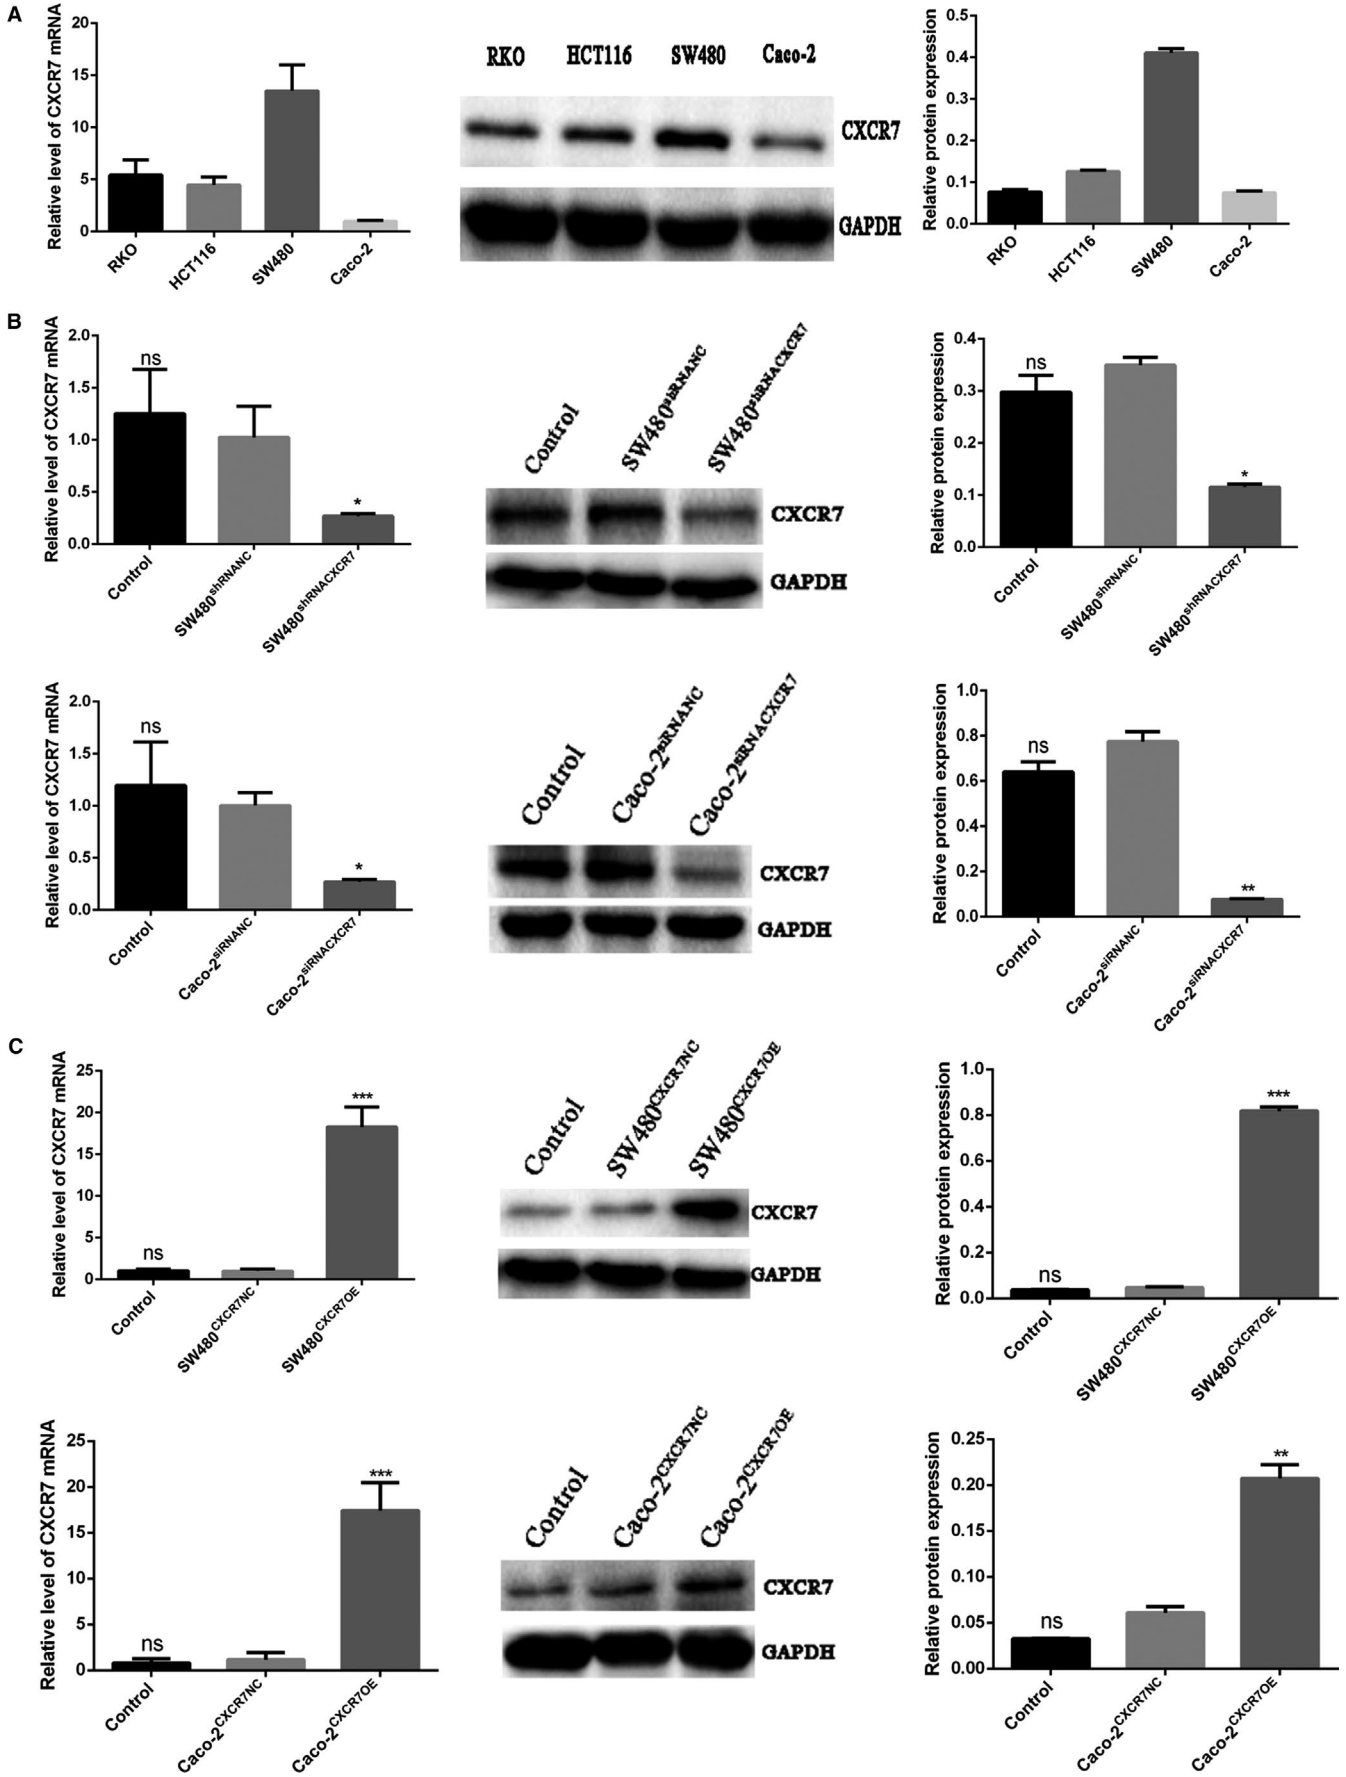 A
Relative level of CXCR7 mRNA
20
15
10
5
0
RKO
HCT116
SW480
Caco-2
RKO HCT116 SW480 Caco-2
CXCR7
GAPDH
Relative protein expression
0.5
0.4
0.3
0.2
0.1
0.0
RKO
HCT116
SW480
Caco-2
B
Relative level of CXCR7 mRNA
2.0
1.5
1.0
0.5
0.0
ns
*
Control
SW480shRNANC
SW480shRNACXCR7
Control
SW480shRNANC
SW480shRNACXCR7
CXCR7
GAPDH
Relative protein expression
0.4
0.3
0.2
0.1
0.0
ns
*
Control
SW480shRNANC
SW480shRNACXCR7
Relative level of CXCR7 mRNA
2.0
1.5
1.0
0.5
0.0
ns
*
Control
Caco-2siRNANC
Caco-2siRNACXCR7
Control
Caco-2siRNANC
Caco-2siRNACXCR7
CXCR7
GAPDH
Relative protein expression
1.0
0.8
0.6
0.4
0.2
0.0
ns
**
Control
Caco-2siRNANC
Caco-2siRNACXCR7
C
Relative level of CXCR7 mRNA
25
20
15
10
5
0
ns
***
Control
SW480CXCR7NC
SW480CXCR7OE
Control
SW480CXCR7NC
SW480CXCR7OE
CXCR7
GAPDH
Relative protein expression
1.0
0.8
0.6
0.4
0.2
0.0
ns
***
Control
SW480CXCR7NC
SW480CXCR7OE
Relative level of CXCR7 mRNA
25
20
15
10
5
0
ns
***
Control
Caco-2CXCR7NC
Caco-2CXCR7OE
Control
Caco-2CXCR7NC
Caco-2CXCR7OE
CXCR7
GAPDH
Relative protein expression
0.25
0.20
0.15
0.10
0.05
0.00
ns
**
Control
Caco-2CXCR7NC
Caco-2CXCR7OE